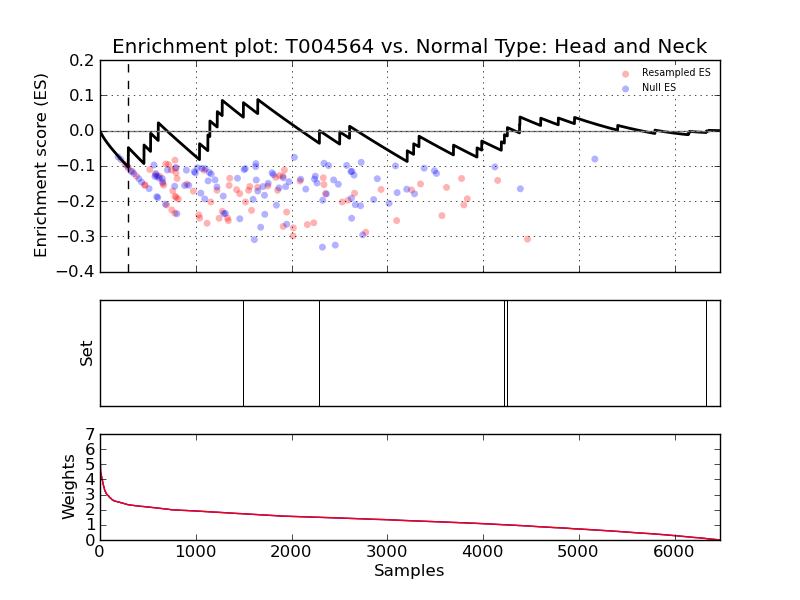 Enrichment plot: T004564 vs. Normal Type: Head and Neck
Enrichment score (ES)
0.2
0.1
0.0
−0.1
−0.2
−0.3
−0.4
Resampled ES
Null ES
Set
Weights
7
6
5
4
3
2
1
0
0 1000 2000 3000 4000 5000 6000
Samples